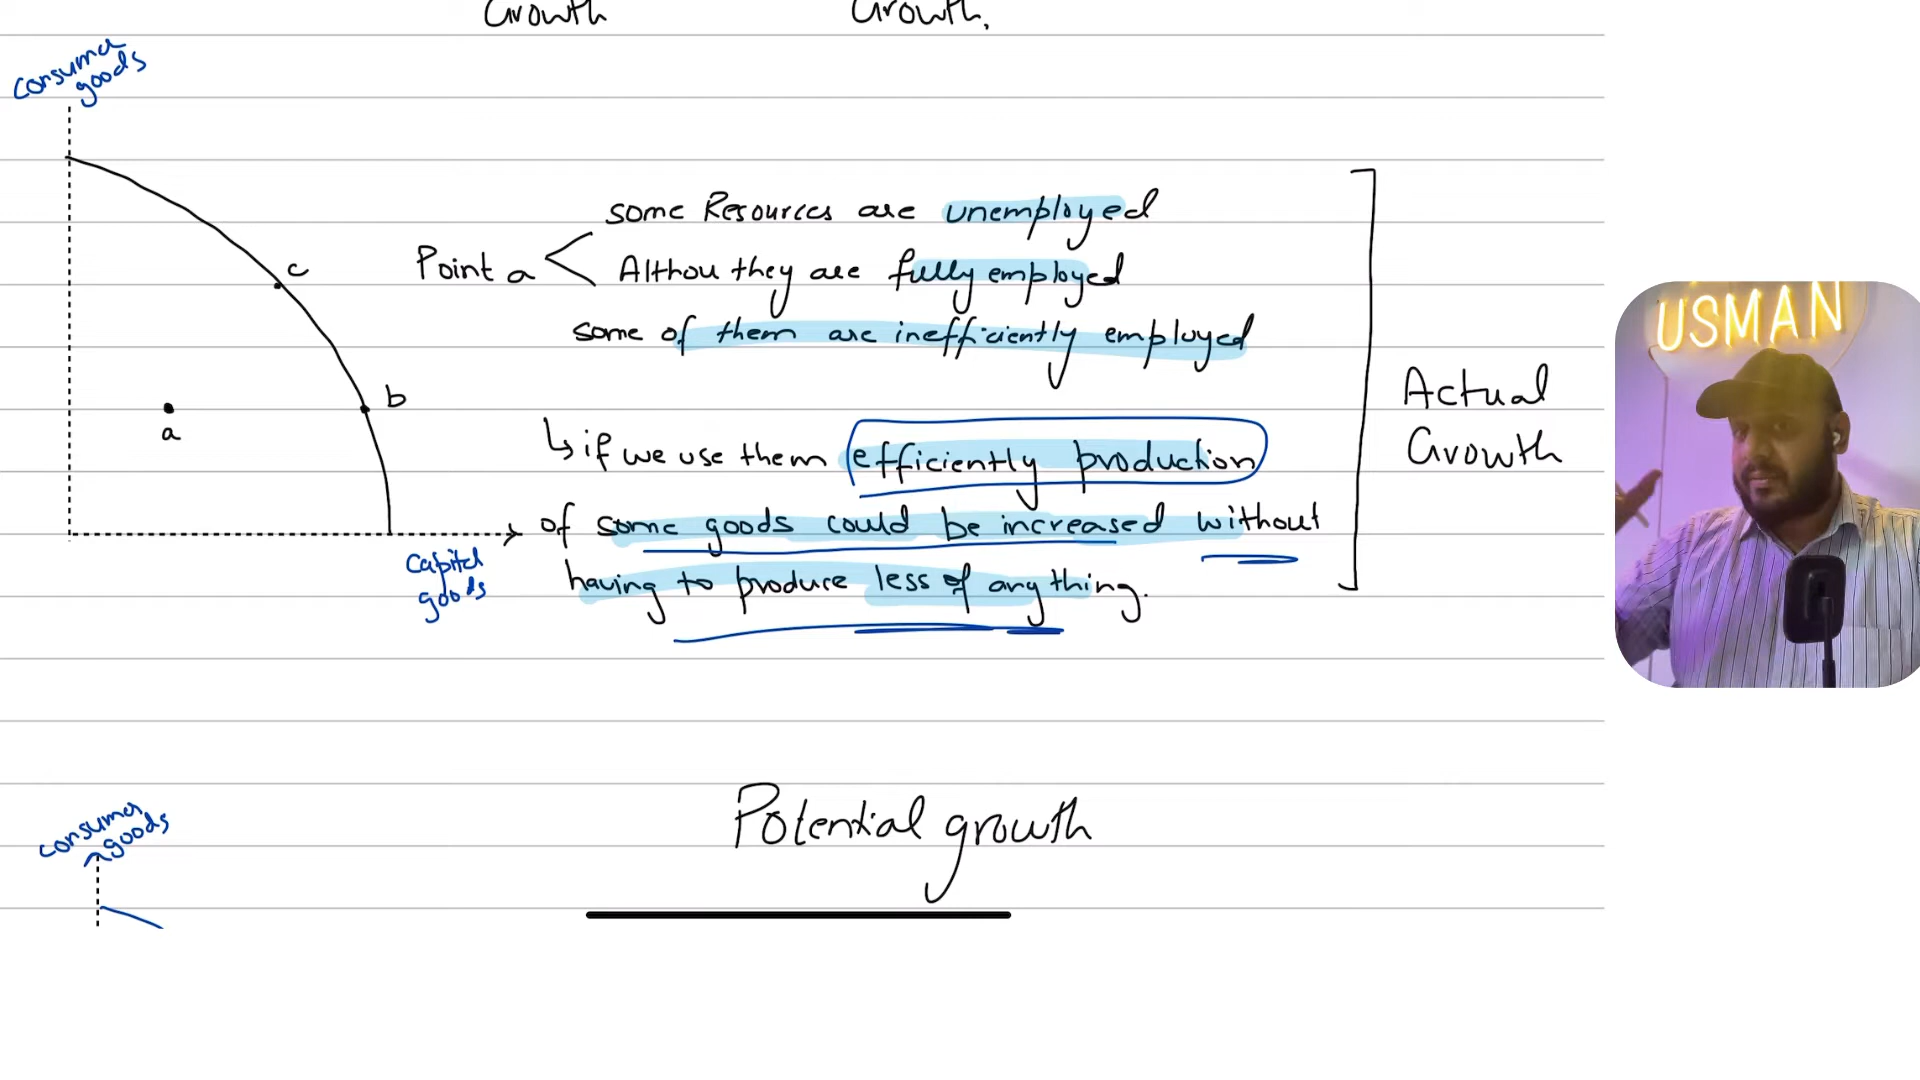 Growth Growth.
consumer
goods
c
b
a
capital
goods
Point a
some Resources are unemployed
Althou they are fully employed
some of them are inefficiently employed
↳ if we use them efficiently production
of some goods could be increased without
having to produce less of anything.
Actual
Growth
USMAN
Potential growth
consumer
goods